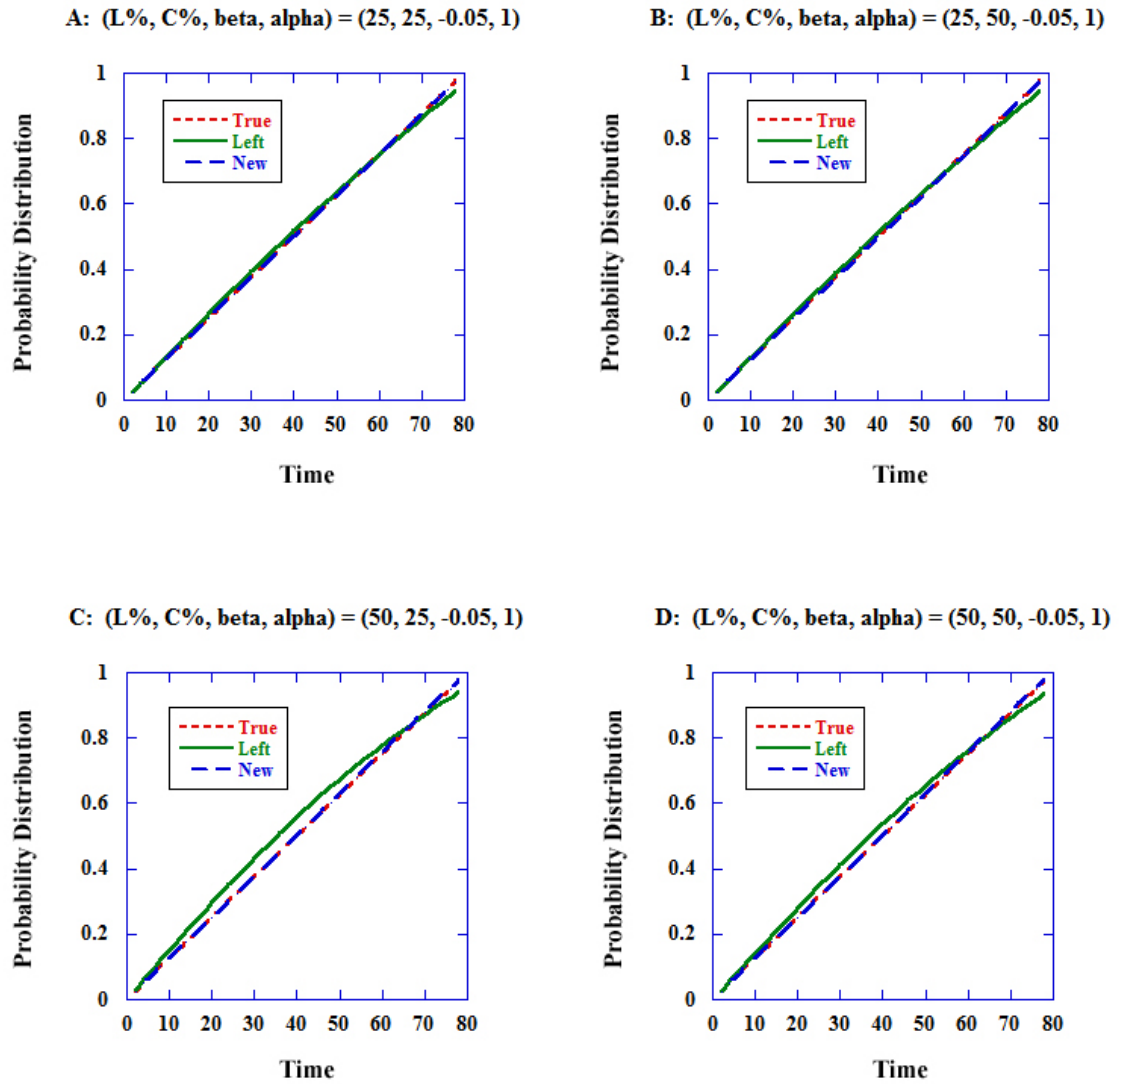 A: (L%, C%, beta, alpha) = (25, 25, -0.05, 1)
Probability Distribution
1
0.8
0.6
0.4
0.2
0
True
Left
New
0 10 20 30 40 50 60 70 80
Time
B: (L%, C%, beta, alpha) = (25, 50, -0.05, 1)
Probability Distribution
1
0.8
0.6
0.4
0.2
0
True
Left
New
0 10 20 30 40 50 60 70 80
Time
C: (L%, C%, beta, alpha) = (50, 25, -0.05, 1)
Probability Distribution
1
0.8
0.6
0.4
0.2
0
True
Left
New
0 10 20 30 40 50 60 70 80
Time
D: (L%, C%, beta, alpha) = (50, 50, -0.05, 1)
Probability Distribution
1
0.8
0.6
0.4
0.2
0
True
Left
New
0 10 20 30 40 50 60 70 80
Time